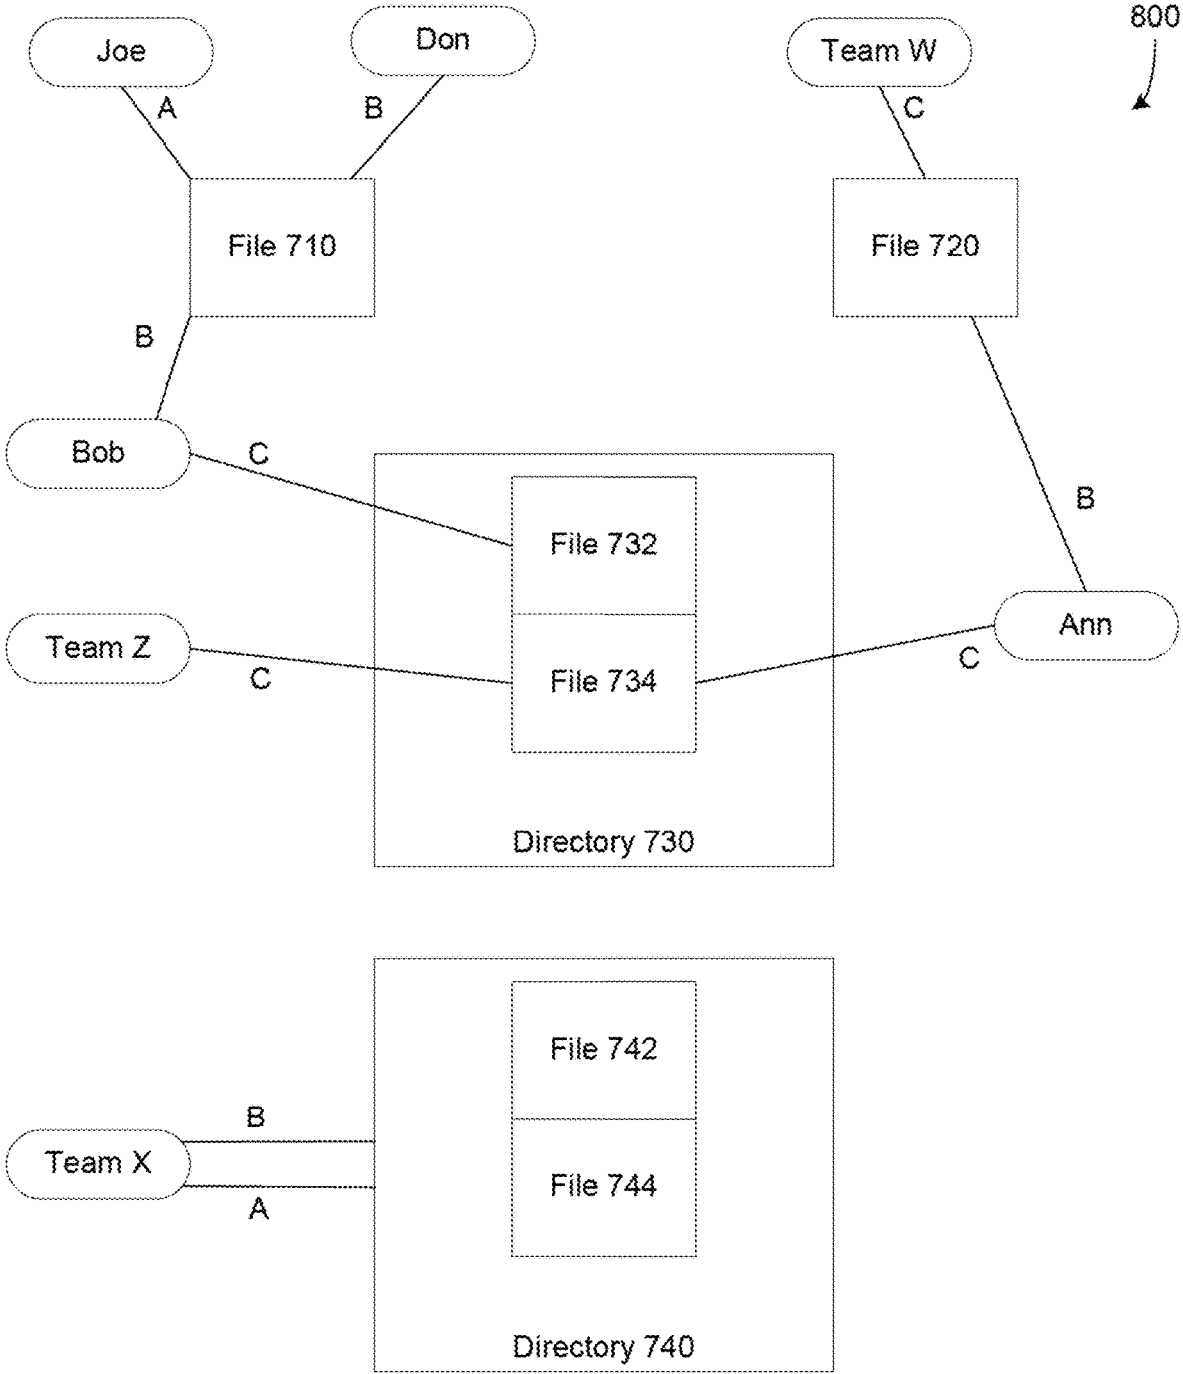 800
Joe
Don
Team W
A
B
C
File 710
File 720
B
Bob
C
File 732
B
Ann
Team Z
C
File 734
C
Directory 730
File 742
B
Team X
A
File 744
Directory 740